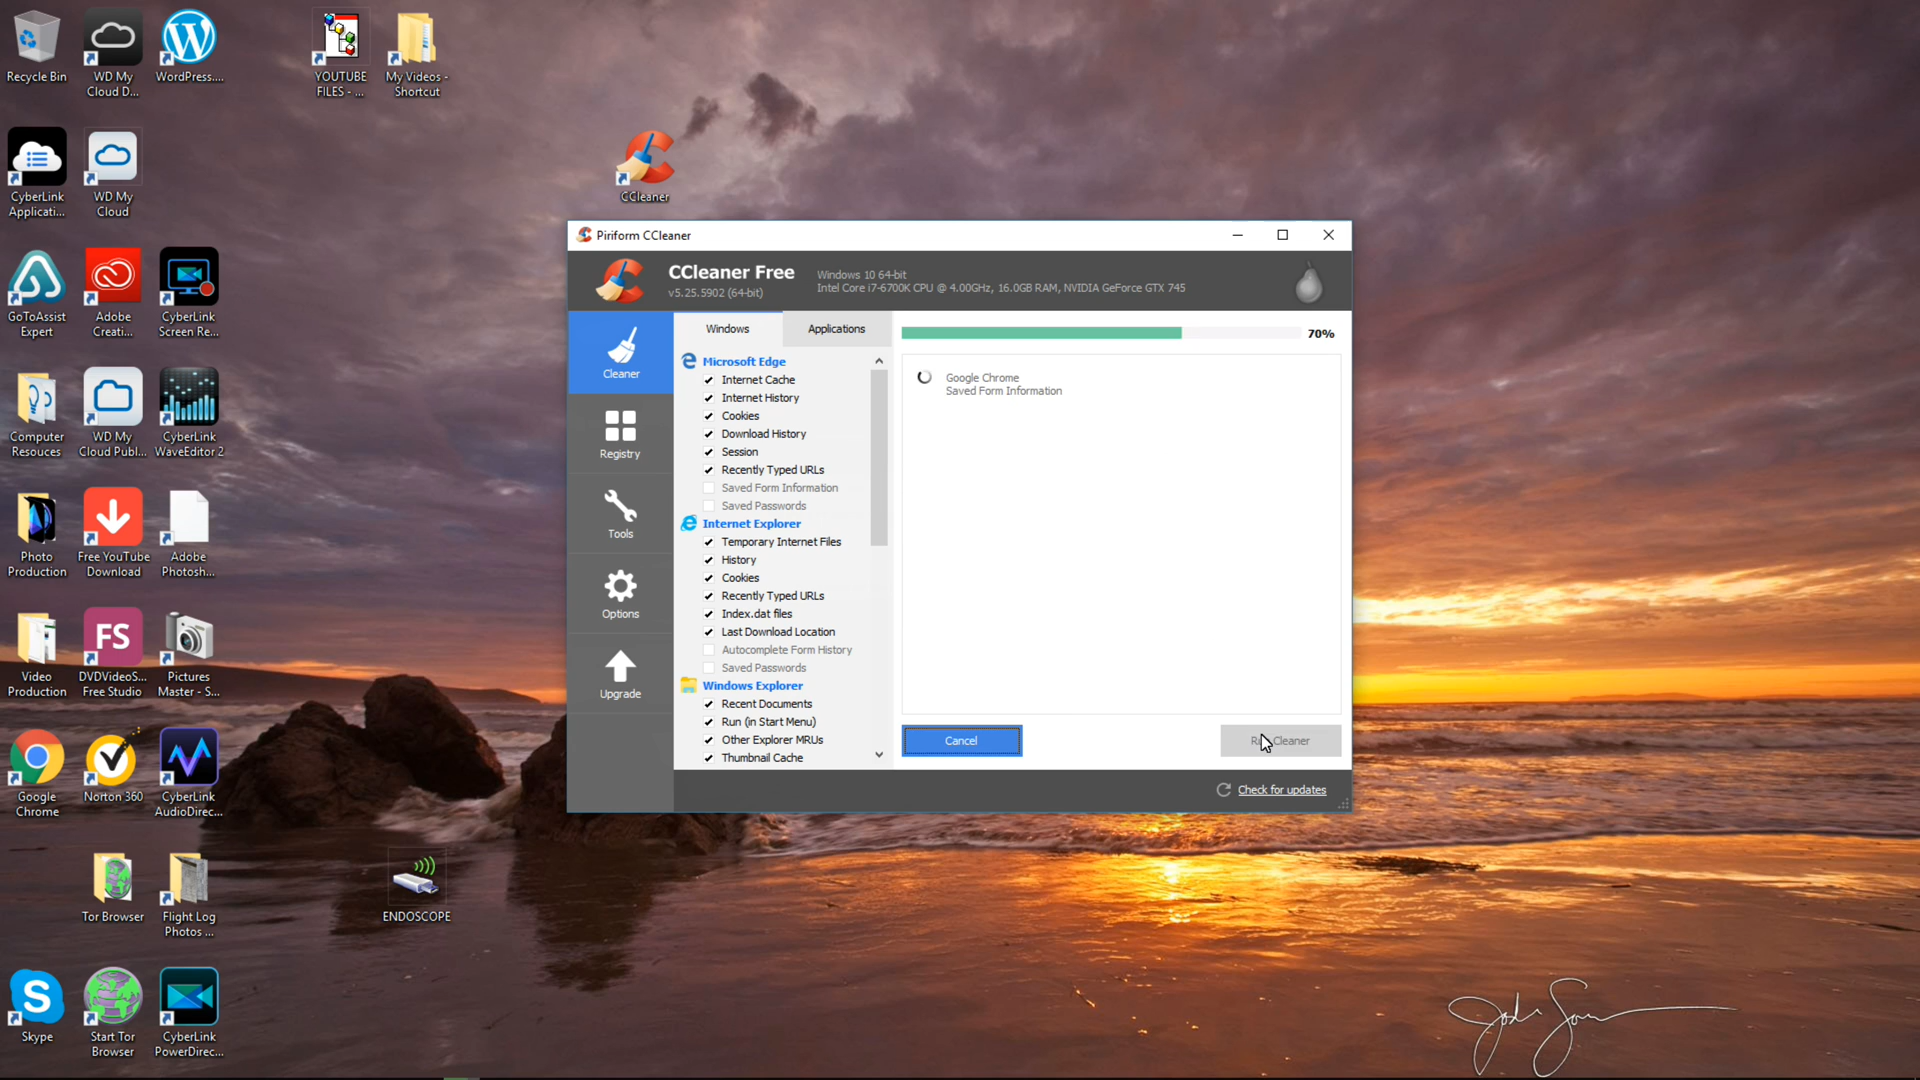 Recycle Bin
WD My
Cloud D...
WordPress....
YOUTUBE
FILES - ...
My Videos -
Shortcut
CyberLink
Applicati...
WD My
Cloud
CCleaner
GoToAssist
Expert
Adobe
Creati...
CyberLink
Screen Re...
Computer
Resouces
WD My
Cloud Publ...
CyberLink
WaveEditor 2
Photo
Production
Free YouTube
Download
Adobe
Photosh...
Video
Production
FS
DVDVideoS...
Free Studio
Pictures
Master - S...
Google
Chrome
Norton 360
CyberLink
AudioDirec...
Tor Browser
Flight Log
Photos ...
ENDOSCOPE
Skype
Start Tor
Browser
CyberLink
PowerDirec...
Piriform CCleaner
CCleaner Free
v5.25.5902 (64-bit)
Windows 10 64-bit
Intel Core i7-6700K CPU @ 4.00GHz, 16.0GB RAM, NVIDIA GeForce GTX 745
Cleaner
Registry
Tools
Options
Upgrade
Windows
Applications
Microsoft Edge
Internet Cache
Internet History
Cookies
Download History
Session
Recently Typed URLs
Saved Form Information
Saved Passwords
Internet Explorer
Temporary Internet Files
History
Cookies
Recently Typed URLs
Index.dat files
Last Download Location
Autocomplete Form History
Saved Passwords
Windows Explorer
Recent Documents
Run (in Start Menu)
Other Explorer MRUs
Thumbnail Cache
70%
Google Chrome
Saved Form Information
Cancel
Cleaner
Check for updates